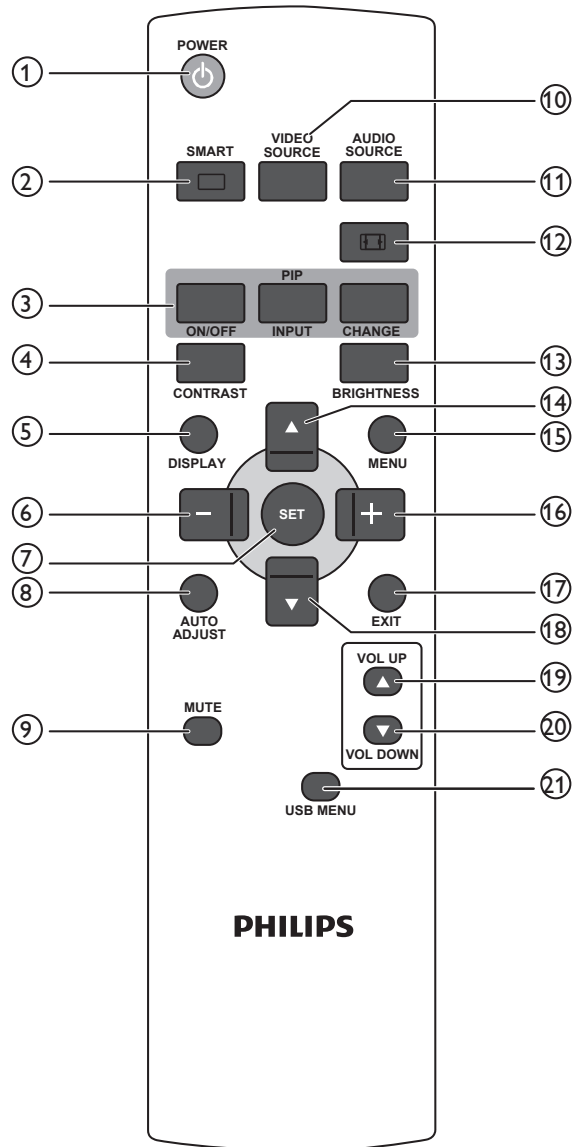 POWER
① 
⑩
VIDEO
SOURCE
AUDIO
SOURCE
SMART
②
⑪
⑫
PIP
③
ON/OFF INPUT CHANGE
④
⑬
CONTRAST
BRIGHTNESS
⑭
⑤
⑮
DISPLAY
MENU
⑥
−
SET
+
⑯
⑦
⑧
⑰
AUTO
ADJUST
EXIT
⑱
VOL UP
⑲
MUTE
⑨
⑳
VOL DOWN
㉑
USB MENU
PHILIPS